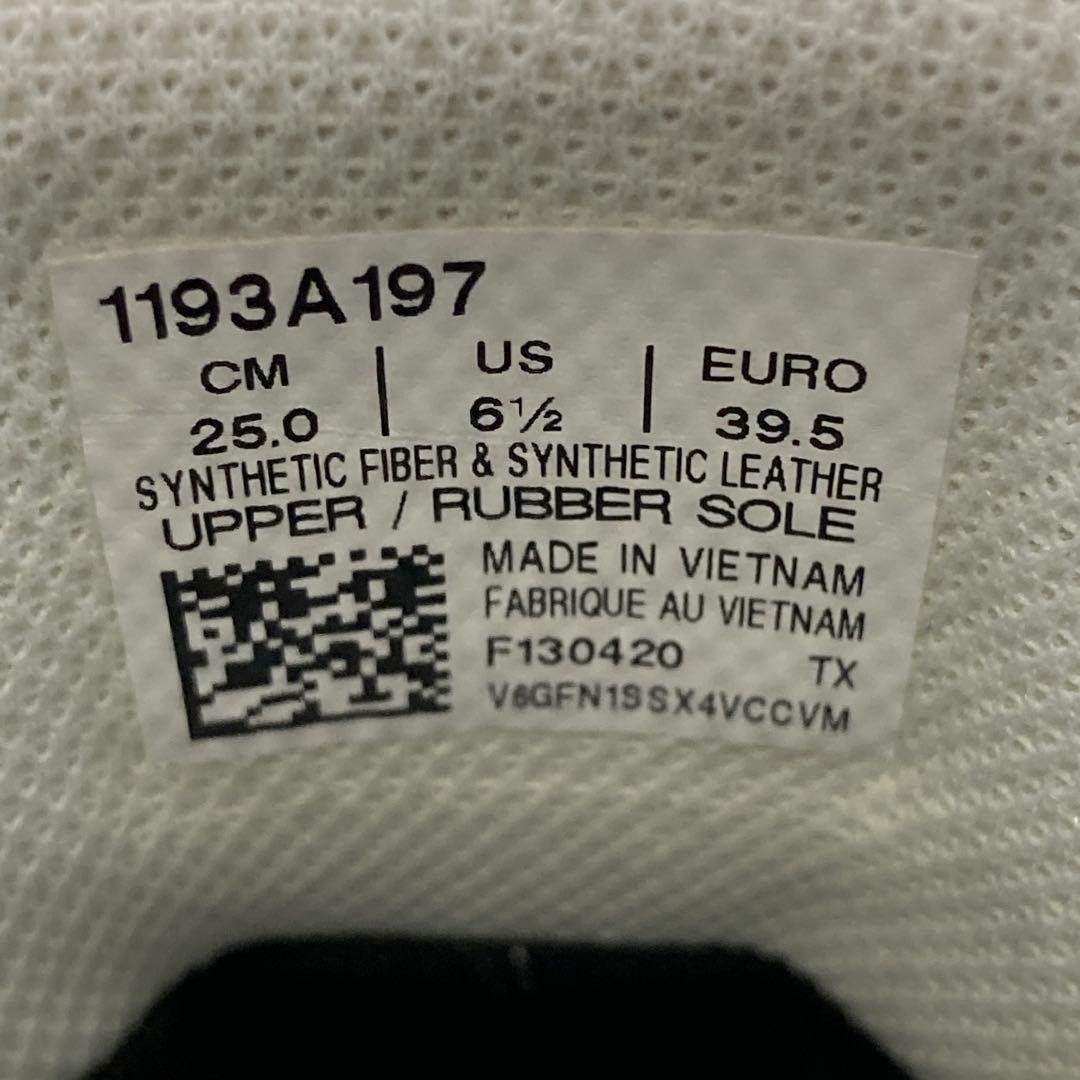 1193A197
CM | US | EURO
25.0 | 6½ | 39.5
SYNTHETIC FIBER & SYNTHETIC LEATHER
UPPER / RUBBER SOLE
MADE IN VIETNAM
FABRIQUE AU VIETNAM
F130420 TX
V6GFN1SSX4VCCVM